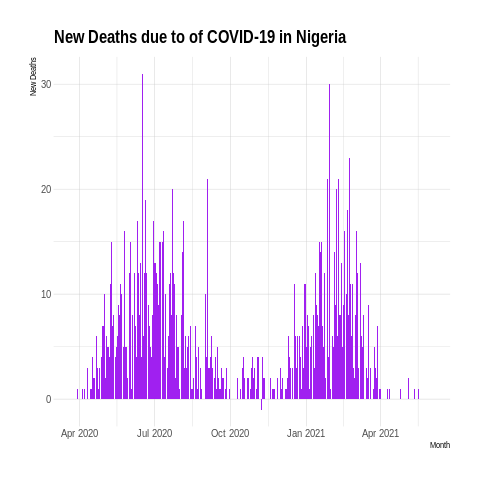 New Deaths due to of COVID-19 in Nigeria
New Deaths
30
20
10
0
Apr 2020 Jul 2020 Oct 2020 Jan 2021 Apr 2021
Month